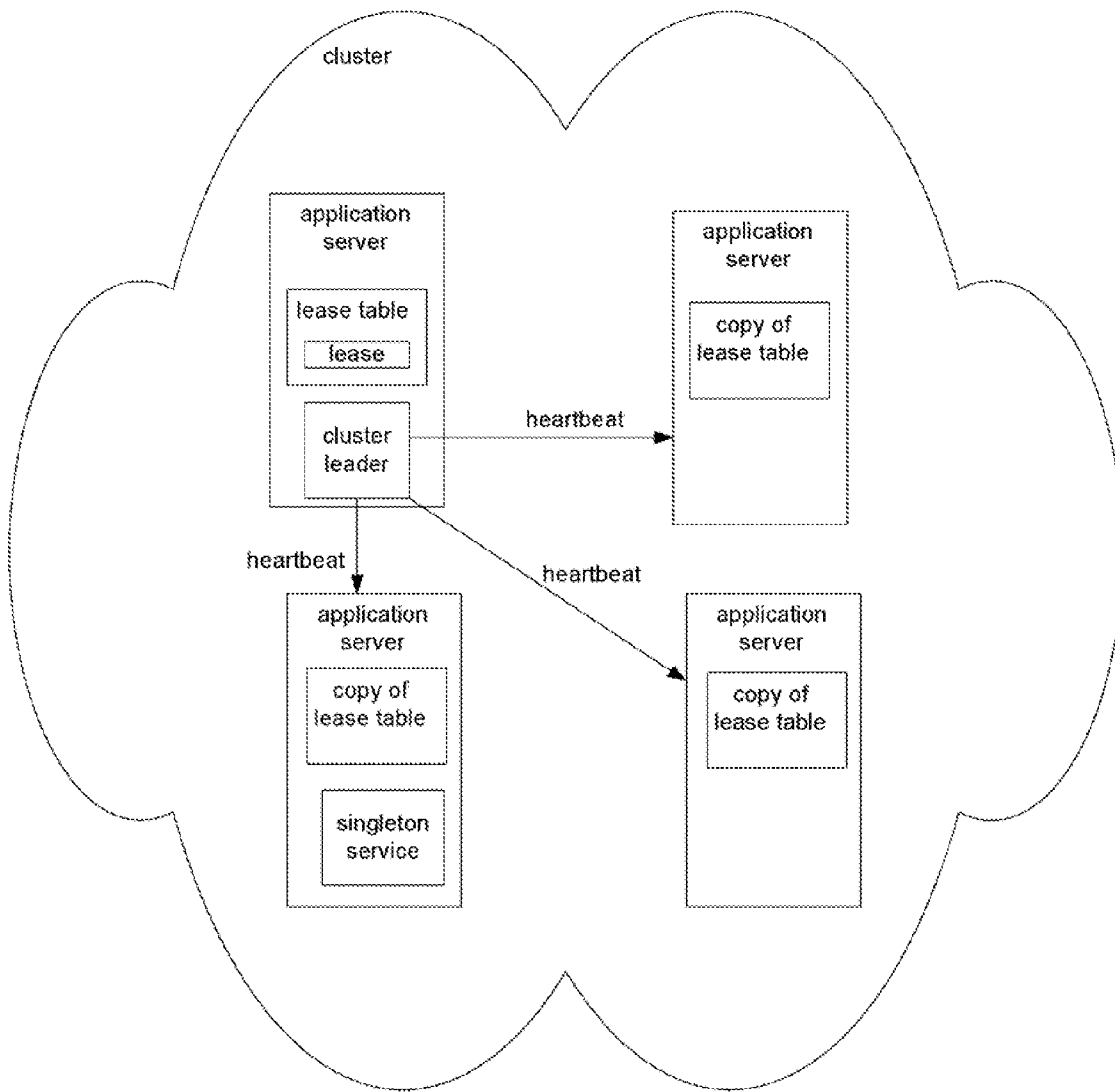 cluster
application
server
lease table
lease
cluster
leader
heartbeat
application
server
copy of
lease table
heartbeat
heartbeat
application
server
copy of
lease table
singleton
service
application
server
copy of
lease table